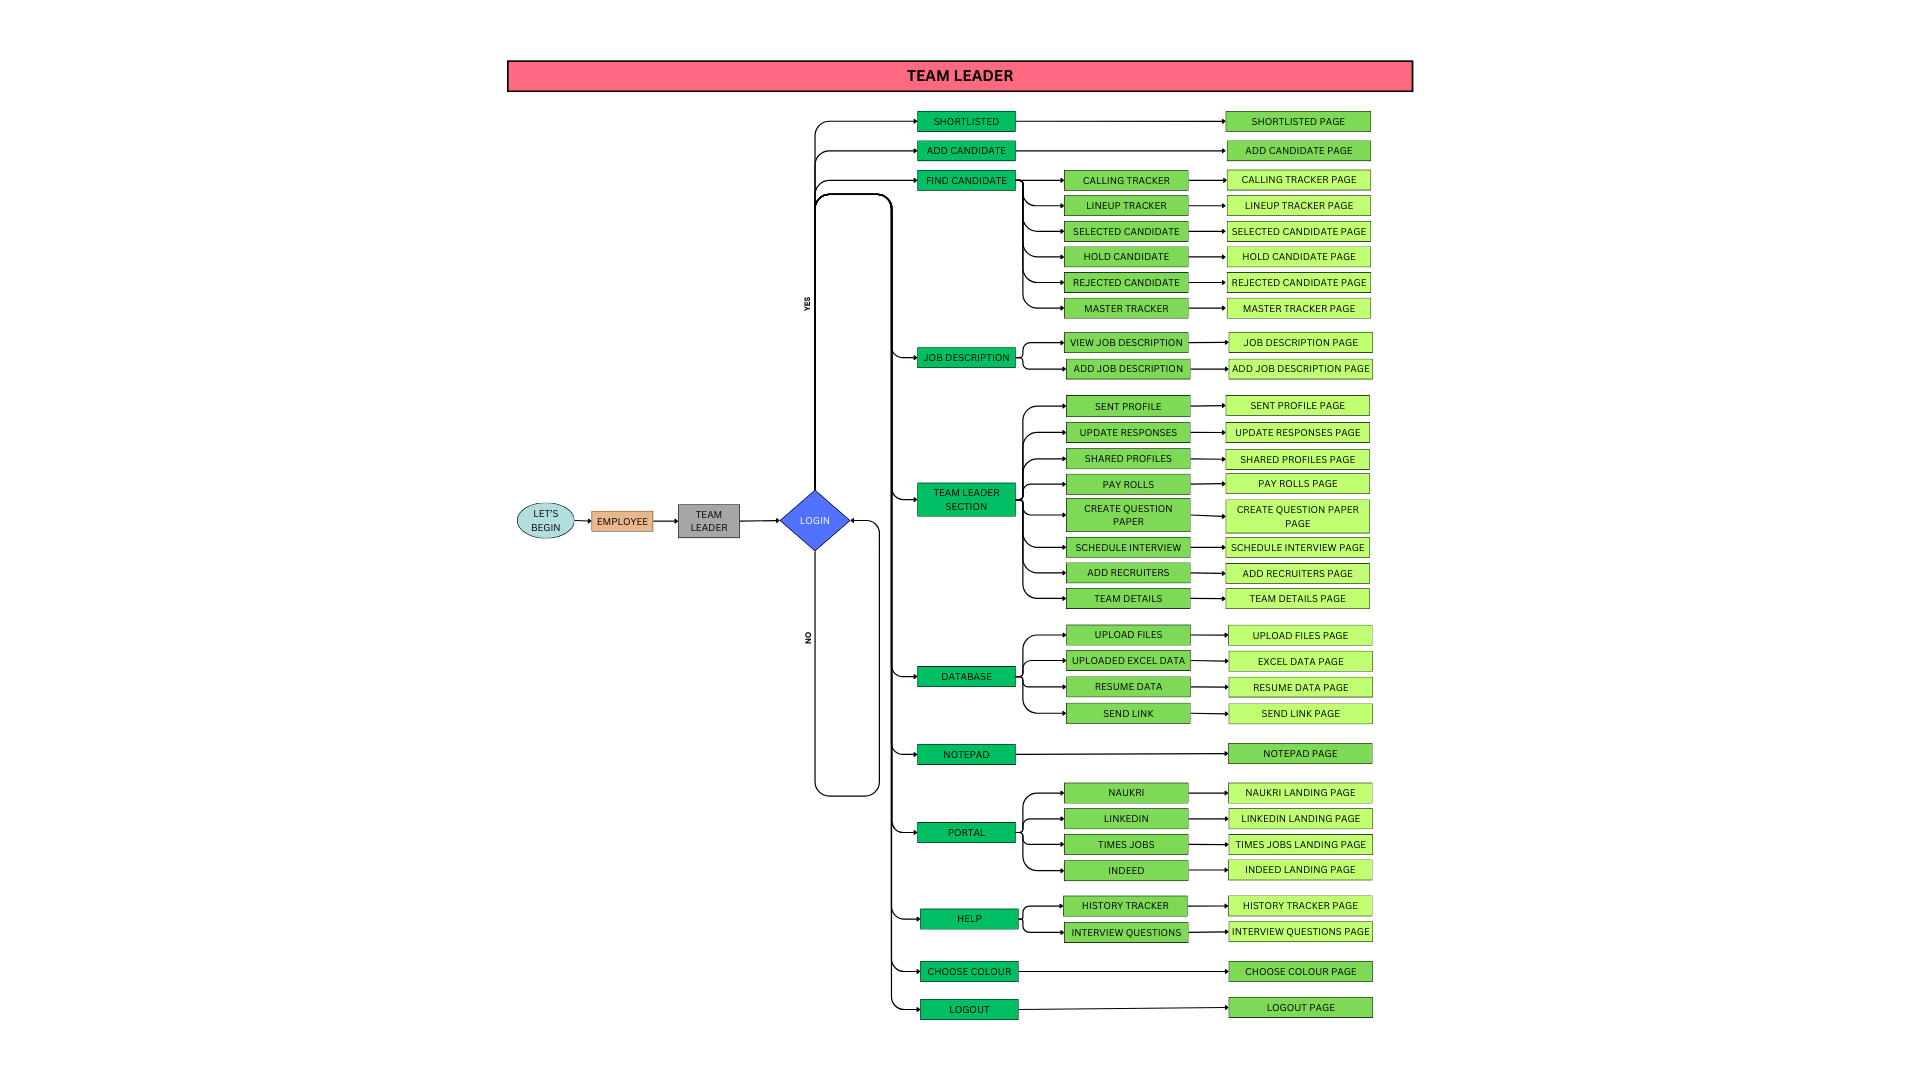 TEAM LEADER
SHORTLISTED
SHORTLISTED PAGE
ADD CANDIDATE
ADD CANDIDATE PAGE
FIND CANDIDATE
CALLING TRACKER
CALLING TRACKER PAGE
LINEUP TRACKER
LINEUP TRACKER PAGE
SELECTED CANDIDATE
SELECTED CANDIDATE PAGE
HOLD CANDIDATE
HOLD CANDIDATE PAGE
REJECTED CANDIDATE
REJECTED CANDIDATE PAGE
MASTER TRACKER
MASTER TRACKER PAGE
YES
JOB DESCRIPTION
VIEW JOB DESCRIPTION
JOB DESCRIPTION PAGE
ADD JOB DESCRIPTION
ADD JOB DESCRIPTION PAGE
LET'S
BEGIN
EMPLOYEE
TEAM
LEADER
LOGIN
TEAM LEADER
SECTION
SENT PROFILE
SENT PROFILE PAGE
UPDATE RESPONSES
UPDATE RESPONSES PAGE
SHARED PROFILES
SHARED PROFILES PAGE
PAY ROLLS
PAY ROLLS PAGE
CREATE QUESTION
PAPER
CREATE QUESTION PAPER
PAGE
SCHEDULE INTERVIEW
SCHEDULE INTERVIEW PAGE
ADD RECRUITERS
ADD RECRUITERS PAGE
TEAM DETAILS
TEAM DETAILS PAGE
NO
DATABASE
UPLOAD FILES
UPLOAD FILES PAGE
UPLOADED EXCEL DATA
EXCEL DATA PAGE
RESUME DATA
RESUME DATA PAGE
SEND LINK
SEND LINK PAGE
NOTEPAD
NOTEPAD PAGE
PORTAL
NAUKRI
NAUKRI LANDING PAGE
LINKEDIN
LINKEDIN LANDING PAGE
TIMES JOBS
TIMES JOBS LANDING PAGE
INDEED
INDEED LANDING PAGE
HELP
HISTORY TRACKER
HISTORY TRACKER PAGE
INTERVIEW QUESTIONS
INTERVIEW QUESTIONS PAGE
CHOOSE COLOUR
CHOOSE COLOUR PAGE
LOGOUT
LOGOUT PAGE